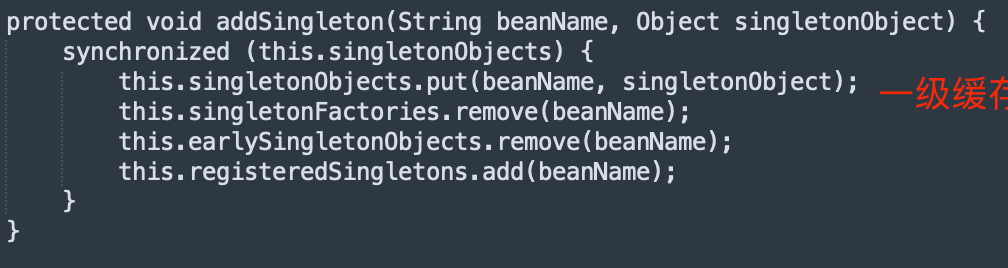 protected void addSingleton(String beanName, Object singletonObject) {
synchronized (this.singletonObjects) {
this.singletonObjects.put(beanName, singletonObject); 一级缓存
this.singletonFactories.remove(beanName);
this.earlySingletonObjects.remove(beanName);
this.registeredSingletons.add(beanName);
}
}